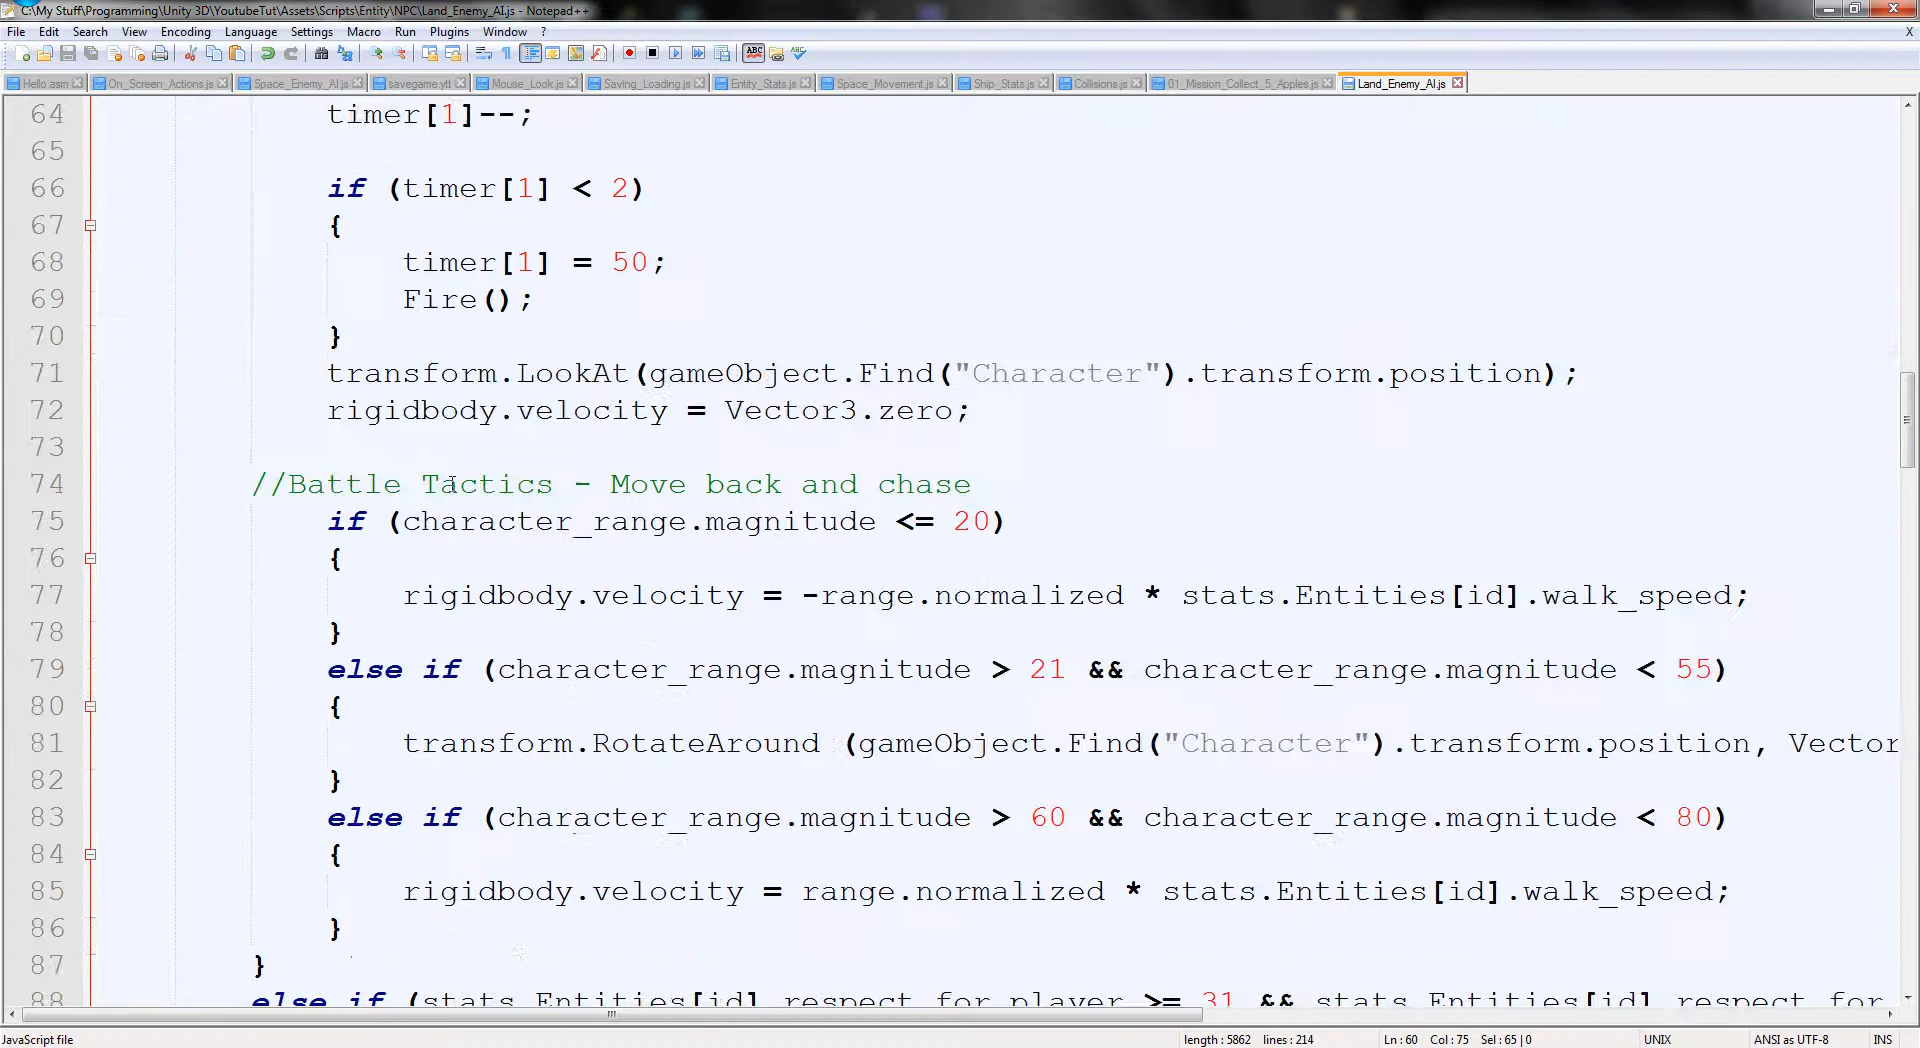 C:\My Stuff\Programming\Unity 3D\YoutubeTut\Assets\Scripts\Entity\NPC\Land_Enemy_AI.js - Notepad++
File Edit Search View Encoding Language Settings Macro Run Plugins Window ? X
Hello.asm On_Screen_Actions.js Space_Enemy_AI.js savegame.ytt Mouse_Look.js Saving_Loading.js Entity_Stats.js Space_Movement.js Ship_Stats.js Collisions.js 01_Mission_Collect_5_Apples.js Land_Enemy_AI.js
64 timer[1]--;
65
66 if (timer[1] < 2)
67 {
68 timer[1] = 50;
69 Fire();
70 }
71 transform.LookAt(gameObject.Find("Character").transform.position);
72 rigidbody.velocity = Vector3.zero;
73
74 //Battle Tactics - Move back and chase
75 if (character_range.magnitude <= 20)
76 {
77 rigidbody.velocity = -range.normalized * stats.Entities[id].walk_speed;
78 }
79 else if (character_range.magnitude > 21 && character_range.magnitude < 55)
80 {
81 transform.RotateAround (gameObject.Find("Character").transform.position, Vector
82 }
83 else if (character_range.magnitude > 60 && character_range.magnitude < 80)
84 {
85 rigidbody.velocity = range.normalized * stats.Entities[id].walk_speed;
86 }
87 }
88 else if (stats.Entities[id].respect_for_player >= 31 && stats.Entities[id].respect_for
JavaScript file length : 5862 lines : 214 Ln : 60 Col : 75 Sel : 65 | 0 UNIX ANSI as UTF-8 INS